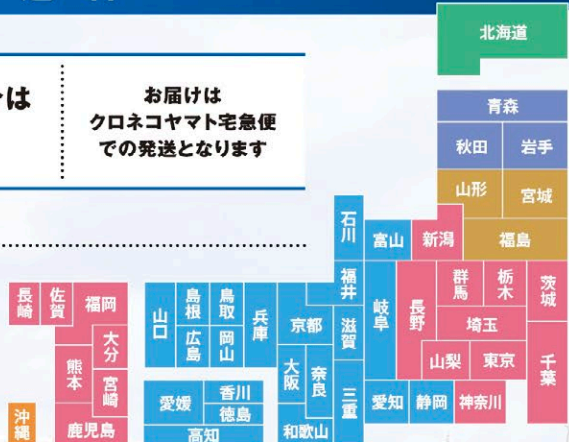 は
お届けは
クロネコヤマト宅急便
での発送となります
北海道
青森
秋田
岩手
山形
宮城
石川
富山
新潟
福島
福井
岐阜
長野
群馬
栃木
茨城
長崎
佐賀
福岡
山口
島根
鳥取
兵庫
京都
滋賀
埼玉
大分
広島
岡山
山梨
東京
千葉
熊本
宮崎
大阪
奈良
三重
愛知
静岡
神奈川
愛媛
香川
徳島
沖縄
鹿児島
高知
和歌山